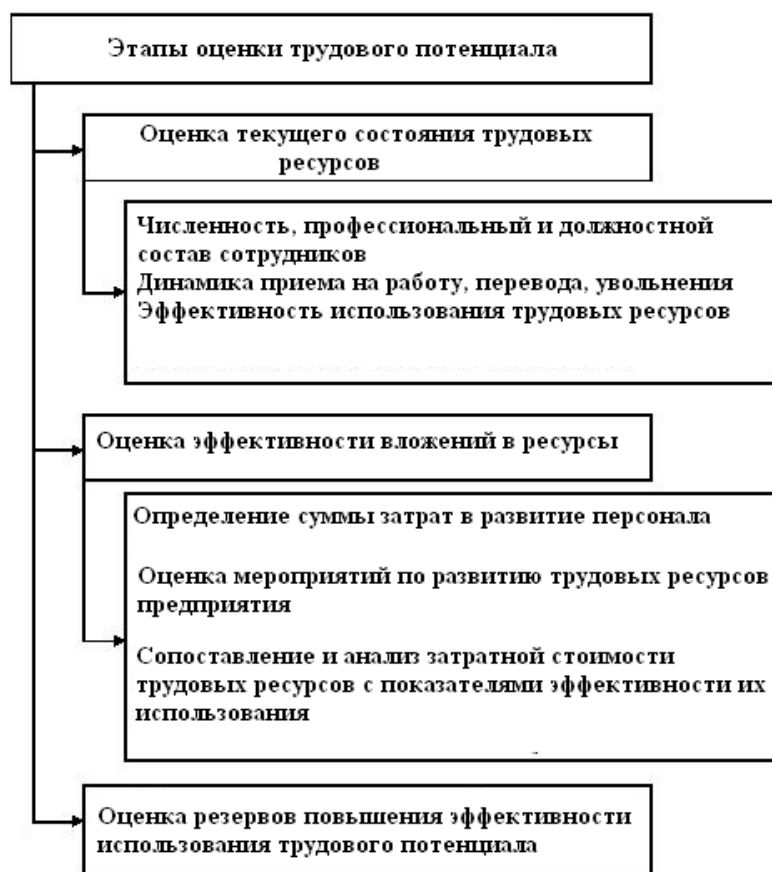 Этапы оценки трудового потенциала
Оценка текущего состояния трудовых
ресурсов
Численность, профессиональный и должностной
состав сотрудников
Динамика приема на работу, перевода, увольнения
Эффективность использования трудовых ресурсов
Оценка эффективности вложений в ресурсы
Определение суммы затрат в развитие персонала
Оценка мероприятий по развитию трудовых ресурсов
предприятия
Сопоставление и анализ затратной стоимости
трудовых ресурсов с показателями эффективности их
использования
Оценка резервов повышения эффективности
использования трудового потенциала